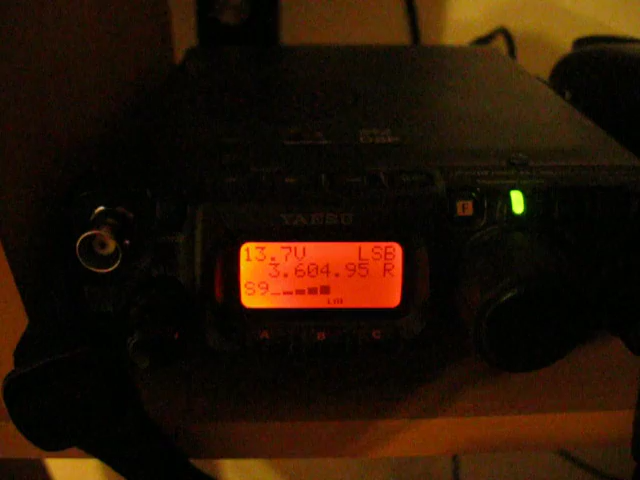 F
YAESU
13.7V LSB
3.604.95 R
S9
A B C